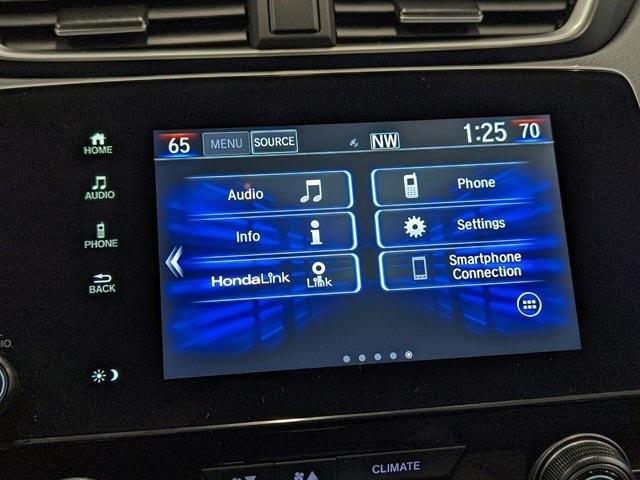 65 MENU SOURCE NW 1:25 70
HOME
AUDIO
PHONE
BACK
Audio
Phone
Info
Settings
HondaLink Link
Smartphone
Connection
CLIMATE